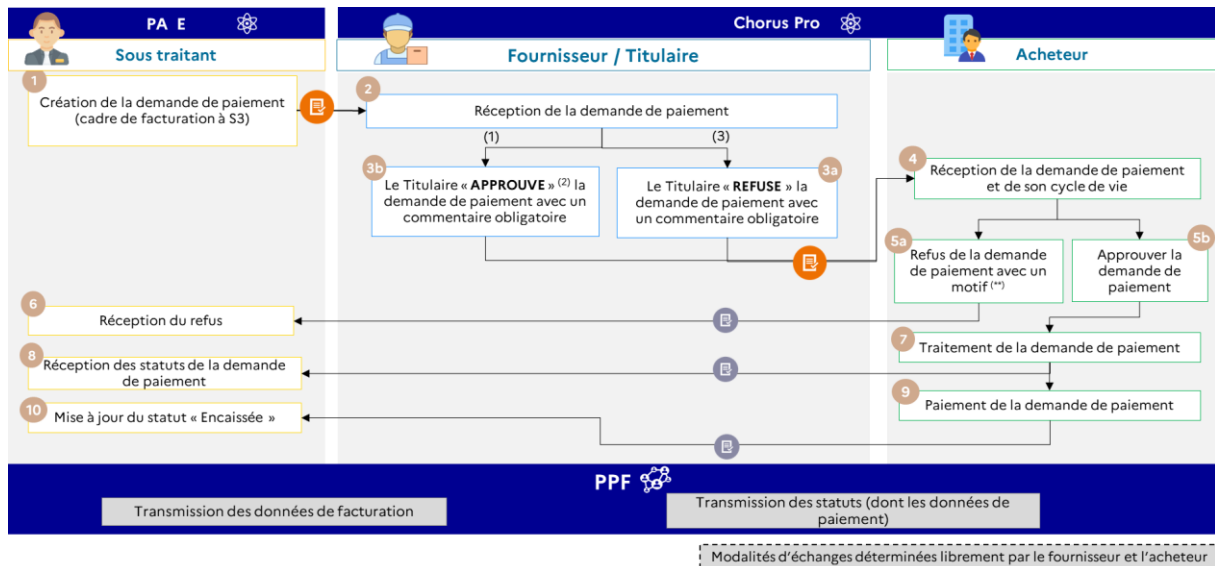 PA E
Chorus Pro
Sous traitant
Fournisseur / Titulaire
Acheteur
1
Création de la demande de paiement
(cadre de facturation à S3)
2
Réception de la demande de paiement
(1)
(3)
3b
Le Titulaire « APPROUVE » (2) la
demande de paiement avec un
commentaire obligatoire
3a
Le Titulaire « REFUSE » la
demande de paiement avec
un commentaire obligatoire
4
Réception de la demande de paiement
et de son cycle de vie
5a
Refus de la demande
de paiement avec un
motif (**)
5b
Approuver la
demande de
paiement
6
Réception du refus
7
Traitement de la demande de paiement
8
Réception des statuts de la demande
de paiement
9
Paiement de la demande de paiement
10
Mise à jour du statut « Encaissée »
PPF
Transmission des données de facturation
Transmission des statuts (dont les données de
paiement)
Modalités d'échanges déterminées librement par le fournisseur et l'acheteur